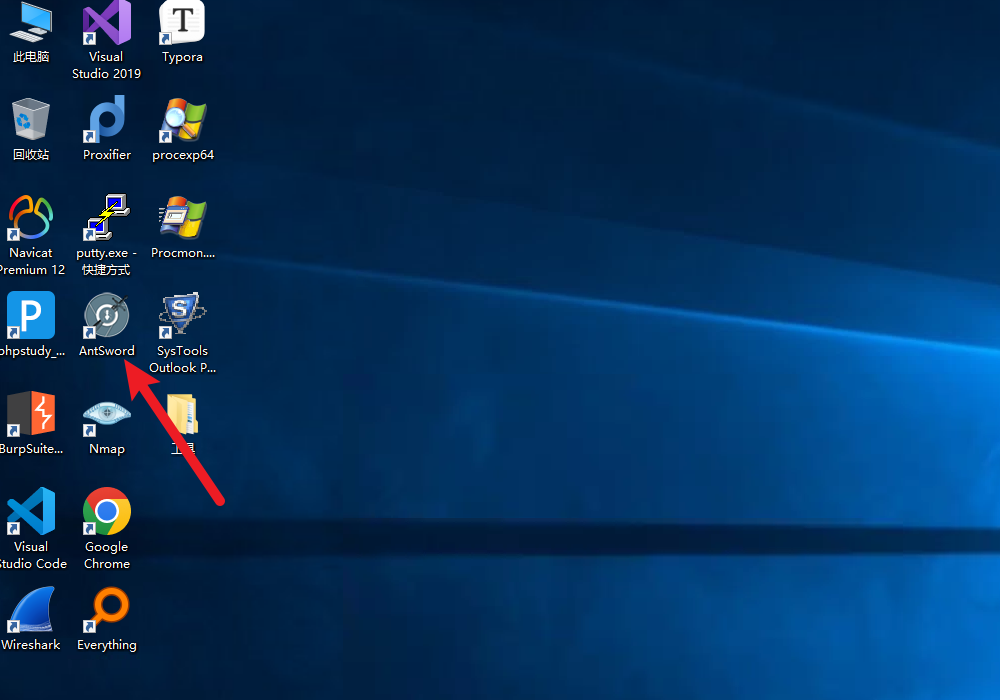 此电脑
Visual
Studio 2019
Typora
回收站
Proxifier
procexp64
Navicat
Premium 12
putty.exe -
快捷方式
Procmon....
phpstudy_...
AntSword
SysTools
Outlook P...
BurpSuite...
Nmap
工具
Visual
Studio Code
Google
Chrome
Wireshark
Everything